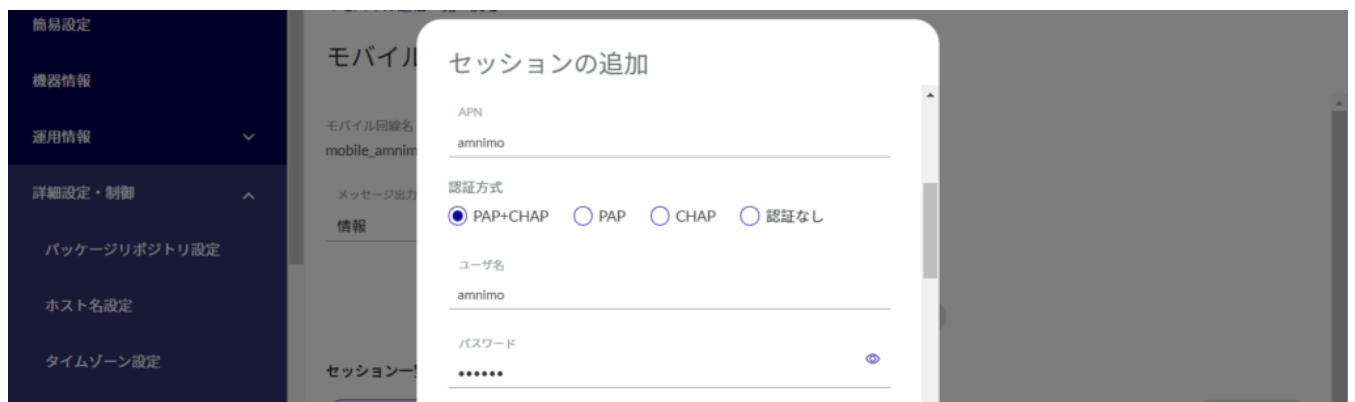 簡易設定
機器情報
運用情報
詳細設定・制御
パッケージリポジトリ設定
ホスト名設定
タイムゾーン設定
モバイル
モバイル回線名
mobile_amnim
メッセージ出力
情報
セッション一
セッションの追加
APN
amnimo
認証方式
PAP+CHAP PAP CHAP 認証なし
ユーザ名
amnimo
パスワード
••••••